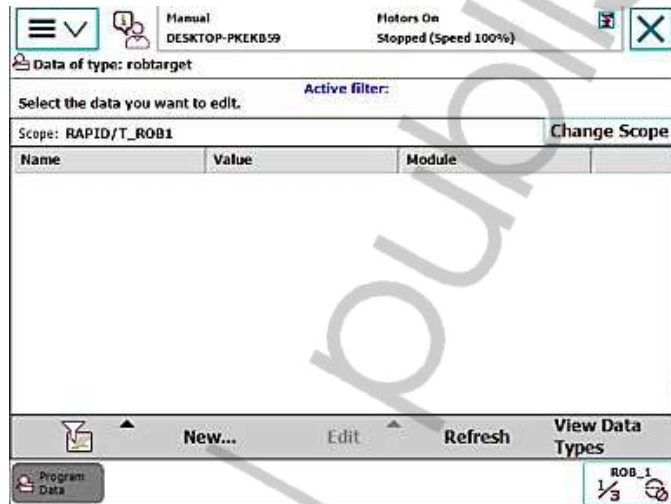 Manual
DESKTOP-PKEKB59
Motors On
Stopped (Speed 100%)
Data of type: robtarget
Active filter:
Select the data you want to edit.
Scope: RAPID/T_ROB1
Change Scope
Name Value Module
New... Edit Refresh View Data Types
Program Data
ROB_1
1/3
publi